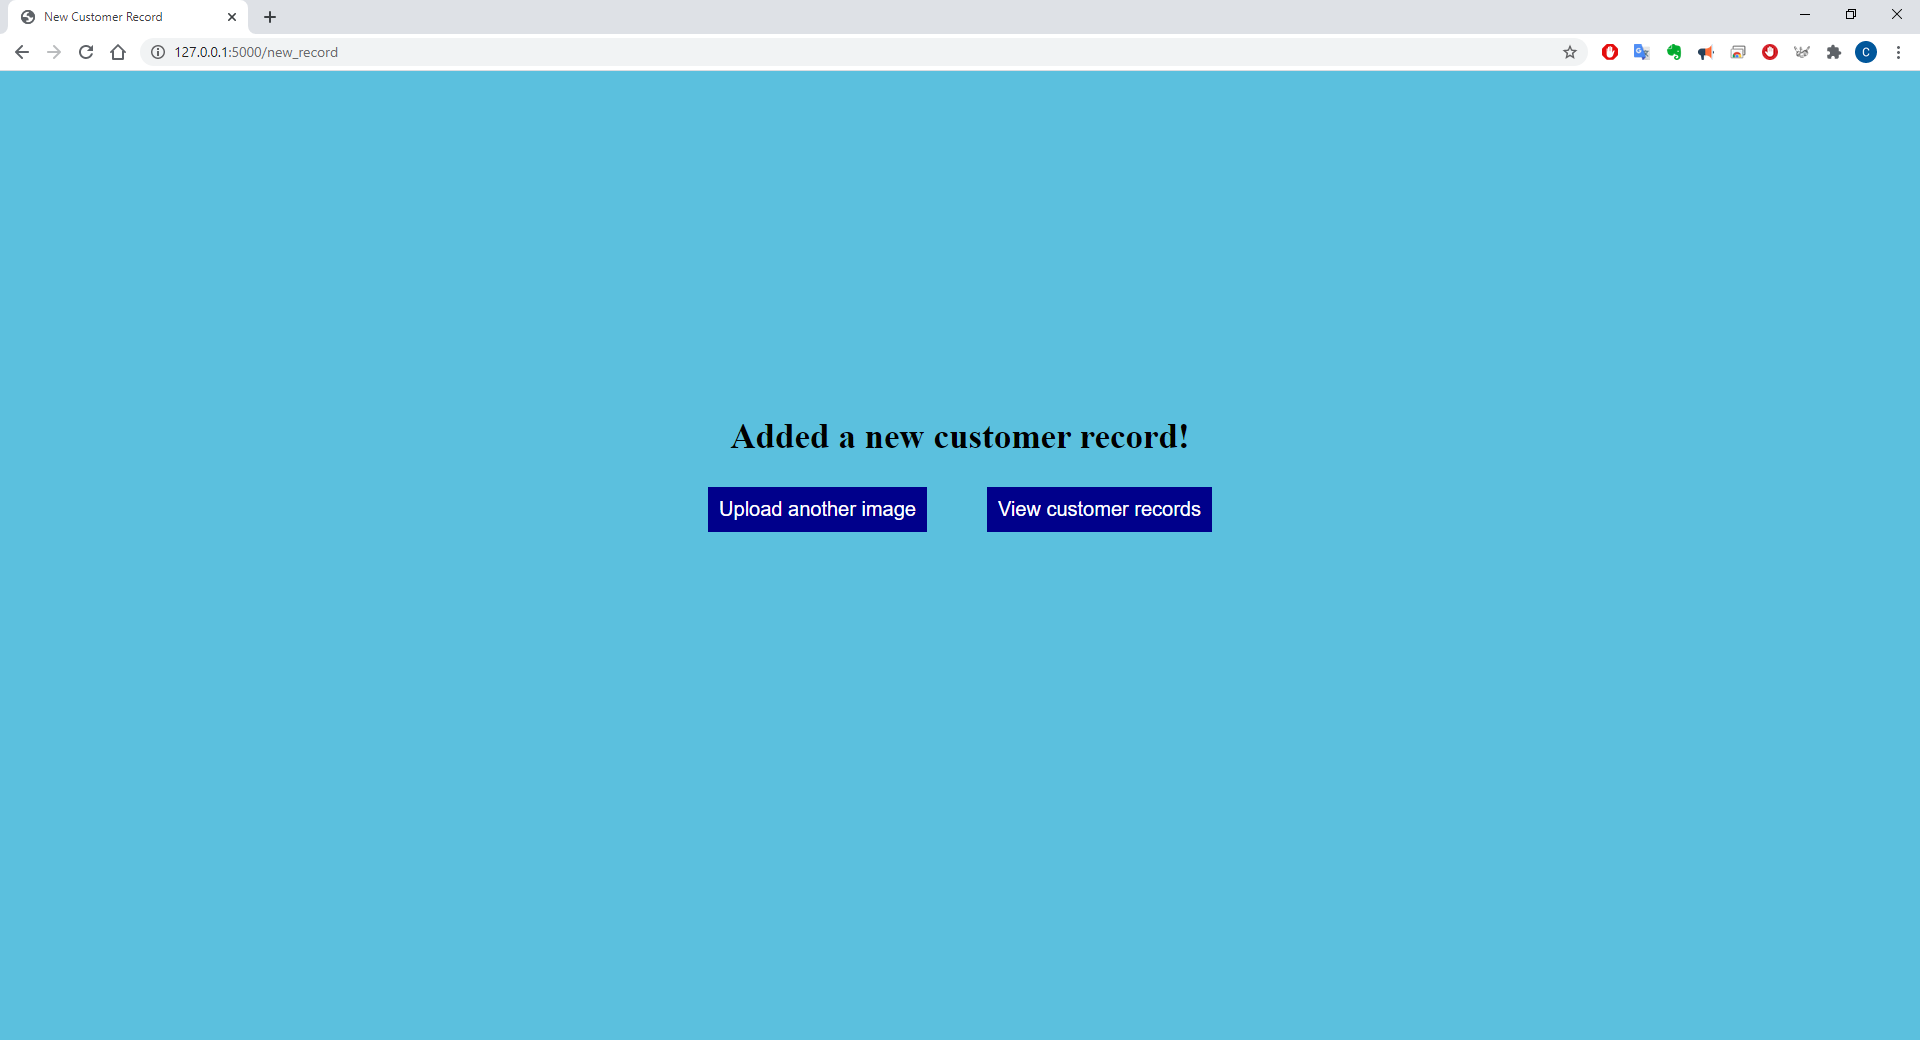 New Customer Record
127.0.0.1:5000/new_record
C
Added a new customer record!
Upload another image
View customer records